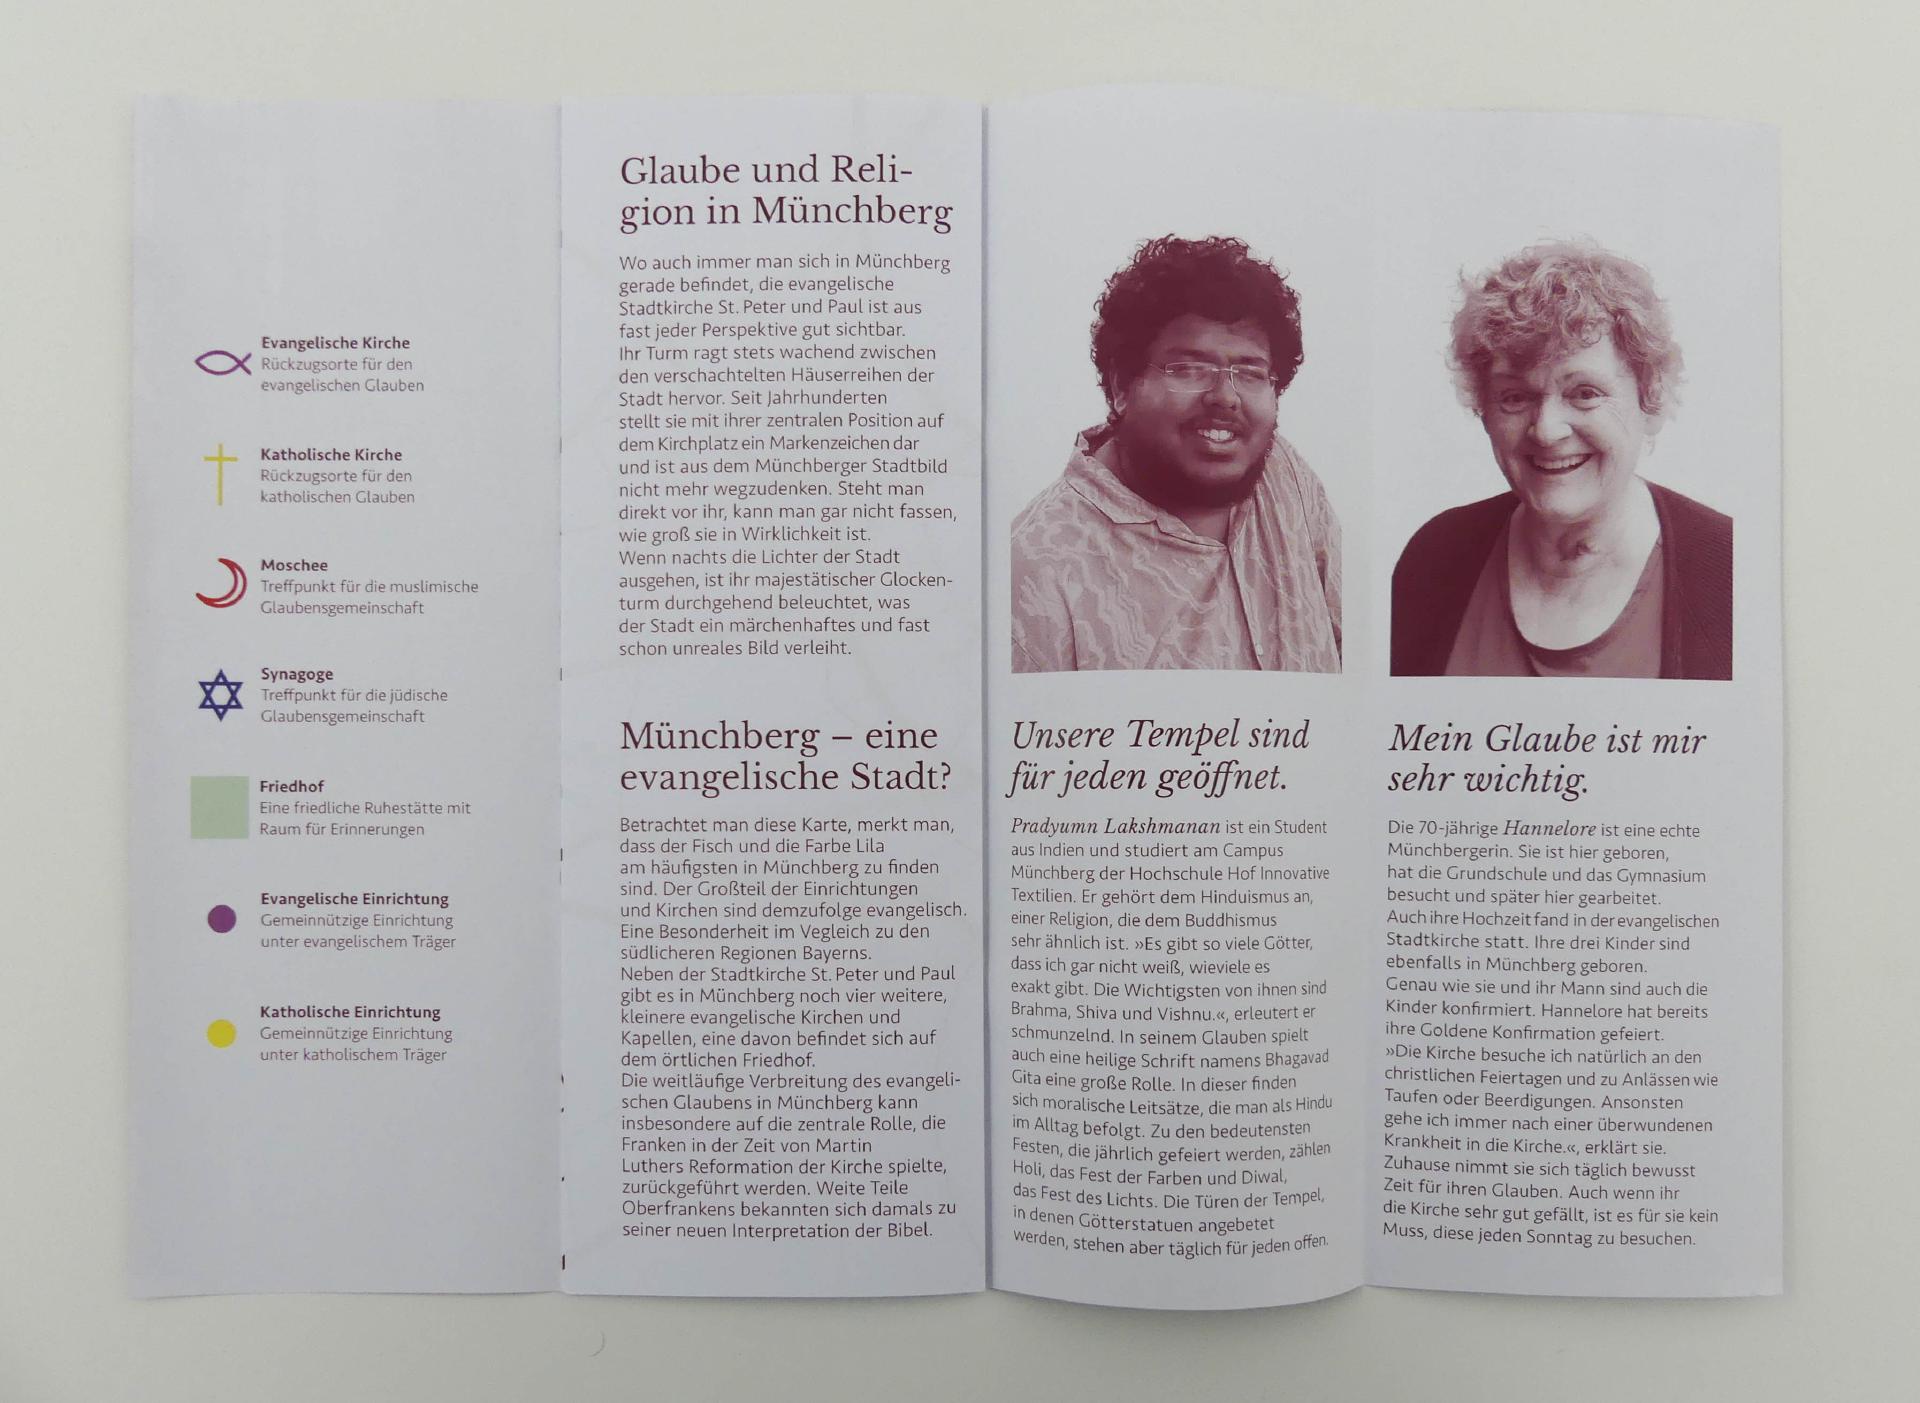 Evangelische Kirche
Rückzugsorte für den
evangelischen Glauben
Katholische Kirche
Rückzugsorte für den
katholischen Glauben
Moschee
Treffpunkt für die muslimische
Glaubensgemeinschaft
Synagoge
Treffpunkt für die jüdische
Glaubensgemeinschaft
Friedhof
Eine friedliche Ruhestätte mit
Raum für Erinnerungen
Evangelische Einrichtung
Gemeinnützige Einrichtung
unter evangelischem Träger
Katholische Einrichtung
Gemeinnützige Einrichtung
unter katholischem Träger
Glaube und Reli-
gion in Münchberg
Wo auch immer man sich in Münchberg
gerade befindet, die evangelische
Stadtkirche St. Peter und Paul ist aus
fast jeder Perspektive gut sichtbar.
Ihr Turm ragt stets wachend zwischen
den verschachtelten Häuserreihen der
Stadt hervor. Seit Jahrhunderten
stellt sie mit ihrer zentralen Position auf
dem Kirchplatz ein Markenzeichen dar
und ist aus dem Münchberger Stadtbild
nicht mehr wegzudenken. Steht man
direkt vor ihr, kann man gar nicht fassen,
wie groß sie in Wirklichkeit ist.
Wenn nachts die Lichter der Stadt
ausgehen, ist ihr majestätischer Glocken-
turm durchgehend beleuchtet, was
der Stadt ein märchenhaftes und fast
schon unreales Bild verleiht.
Münchberg – eine
evangelische Stadt?
Betrachtet man diese Karte, merkt man,
dass der Fisch und die Farbe Lila
am häufigsten in Münchberg zu finden
sind. Der Großteil der Einrichtungen
und Kirchen sind demzufolge evangelisch.
Eine Besonderheit im Vegleich zu den
südlicheren Regionen Bayerns.
Neben der Stadtkirche St. Peter und Paul
gibt es in Münchberg noch vier weitere,
kleinere evangelische Kirchen und
Kapellen, eine davon befindet sich auf
dem örtlichen Friedhof.
Die weitläufige Verbreitung des evangeli-
schen Glaubens in Münchberg kann
insbesondere auf die zentrale Rolle, die
Franken in der Zeit von Martin
Luthers Reformation der Kirche spielte,
zurückgeführt werden. Weite Teile
Oberfrankens bekannten sich damals zu
seiner neuen Interpretation der Bibel.
Unsere Tempel sind
für jeden geöffnet.
Pradyumn Lakshmanan ist ein Student
aus Indien und studiert am Campus
Münchberg der Hochschule Hof Innovative
Textilien. Er gehört dem Hinduismus an,
einer Religion, die dem Buddhismus
sehr ähnlich ist. »Es gibt so viele Götter,
dass ich gar nicht weiß, wieviele es
exakt gibt. Die Wichtigsten von ihnen sind
Brahma, Shiva und Vishnu.«, erleutert er
schmunzelnd. In seinem Glauben spielt
auch eine heilige Schrift namens Bhagavad
Gita eine große Rolle. In dieser finden
sich moralische Leitsätze, die man als Hindu
im Alltag befolgt. Zu den bedeutensten
Festen, die jährlich gefeiert werden, zählen
Holi, das Fest der Farben und Diwal,
das Fest des Lichts. Die Türen der Tempel,
in denen Götterstatuen angebetet
werden, stehen aber täglich für jeden offen.
Mein Glaube ist mir
sehr wichtig.
Die 70-jährige Hannelore ist eine echte
Münchbergerin. Sie ist hier geboren,
hat die Grundschule und das Gymnasium
besucht und später hier gearbeitet.
Auch ihre Hochzeit fand in der evangelischen
Stadtkirche statt. Ihre drei Kinder sind
ebenfalls in Münchberg geboren.
Genau wie sie und ihr Mann sind auch die
Kinder konfirmiert. Hannelore hat bereits
ihre Goldene Konfirmation gefeiert.
»Die Kirche besuche ich natürlich an den
christlichen Feiertagen und zu Anlässen wie
Taufen oder Beerdigungen. Ansonsten
gehe ich immer nach einer überwundenen
Krankheit in die Kirche.«, erklärt sie.
Zuhause nimmt sie sich täglich bewusst
Zeit für ihren Glauben. Auch wenn ihr
die Kirche sehr gut gefällt, ist es für sie kein
Muss, diese jeden Sonntag zu besuchen.